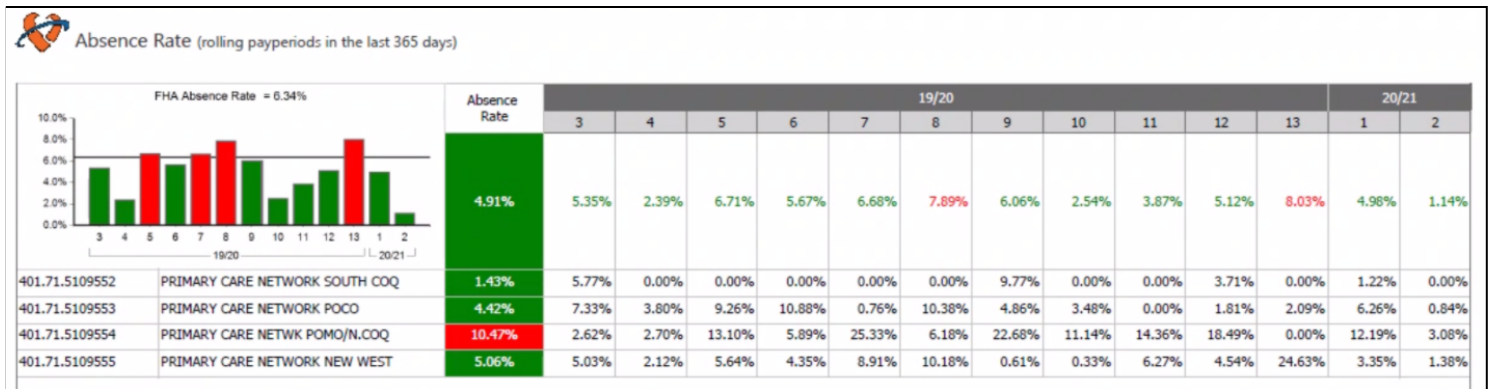 Absence Rate (rolling payperiods in the last 365 days)
FHA Absence Rate = 6.34%
10.0%
8.0%
6.0%
4.0%
2.0%
0.0%
3 4 5 6 7 8 9 10 11 12 13 1 2
19/20 20/21
Absence
Rate
19/20 20/21
3 4 5 6 7 8 9 10 11 12 13 1 2
4.91% 5.35% 2.39% 6.71% 5.67% 6.68% 7.89% 6.06% 2.54% 3.87% 5.12% 8.03% 4.98% 1.14%
401.71.5109552 PRIMARY CARE NETWORK SOUTH COQ 1.43% 5.77% 0.00% 0.00% 0.00% 0.00% 0.00% 9.77% 0.00% 0.00% 3.71% 0.00% 1.22% 0.00%
401.71.5109553 PRIMARY CARE NETWORK POCO 4.42% 7.33% 3.80% 9.26% 10.88% 0.76% 10.38% 4.86% 3.48% 0.00% 1.81% 2.09% 6.26% 0.84%
401.71.5109554 PRIMARY CARE NETWK POMO/N.COQ 10.47% 2.62% 2.70% 13.10% 5.89% 25.33% 6.18% 22.68% 11.14% 14.36% 18.49% 0.00% 12.19% 3.08%
401.71.5109555 PRIMARY CARE NETWORK NEW WEST 5.06% 5.03% 2.12% 5.64% 4.35% 8.91% 10.18% 0.61% 0.33% 6.27% 4.54% 24.63% 3.35% 1.38%